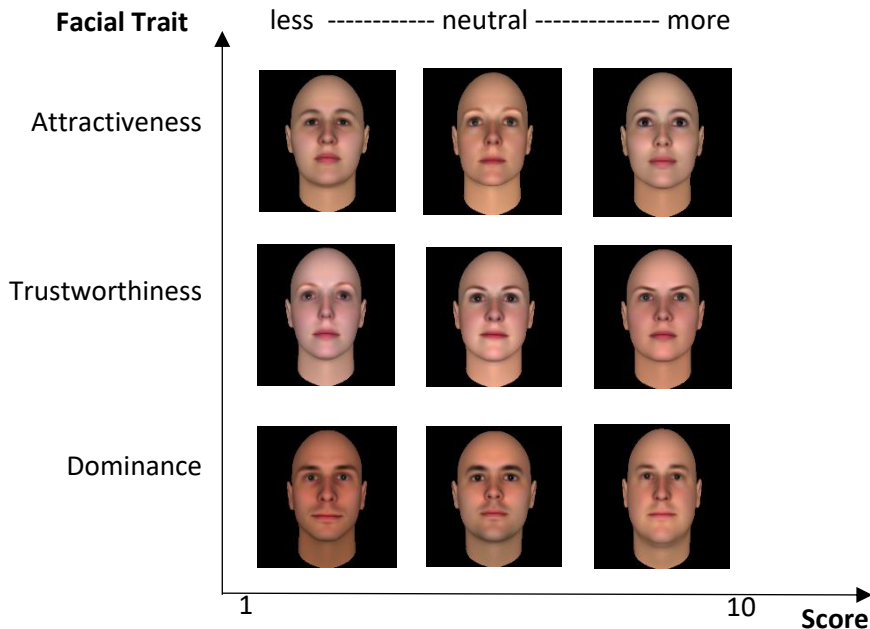 Facial Trait less ------------ neutral -------------- more
Attractiveness
Trustworthiness
Dominance
1 10
Score